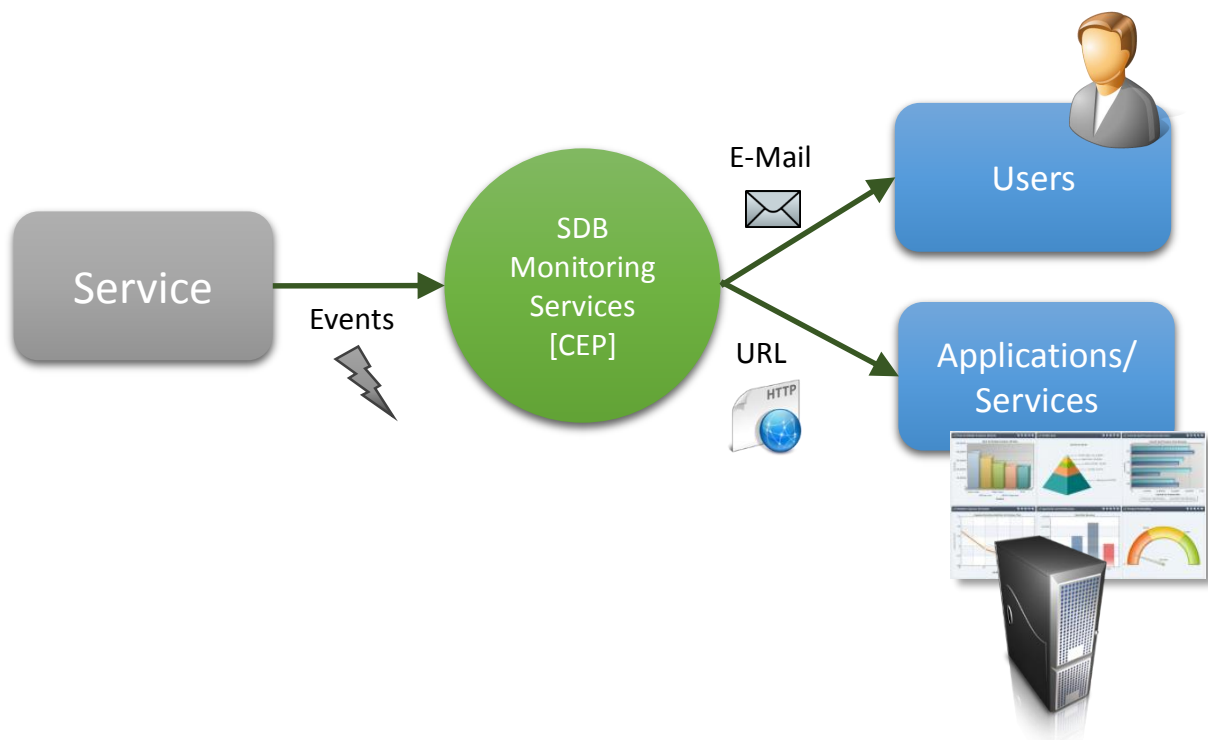 Service
Events
SDB
Monitoring
Services
[CEP]
E-Mail
URL
HTTP
Users
Applications/
Services